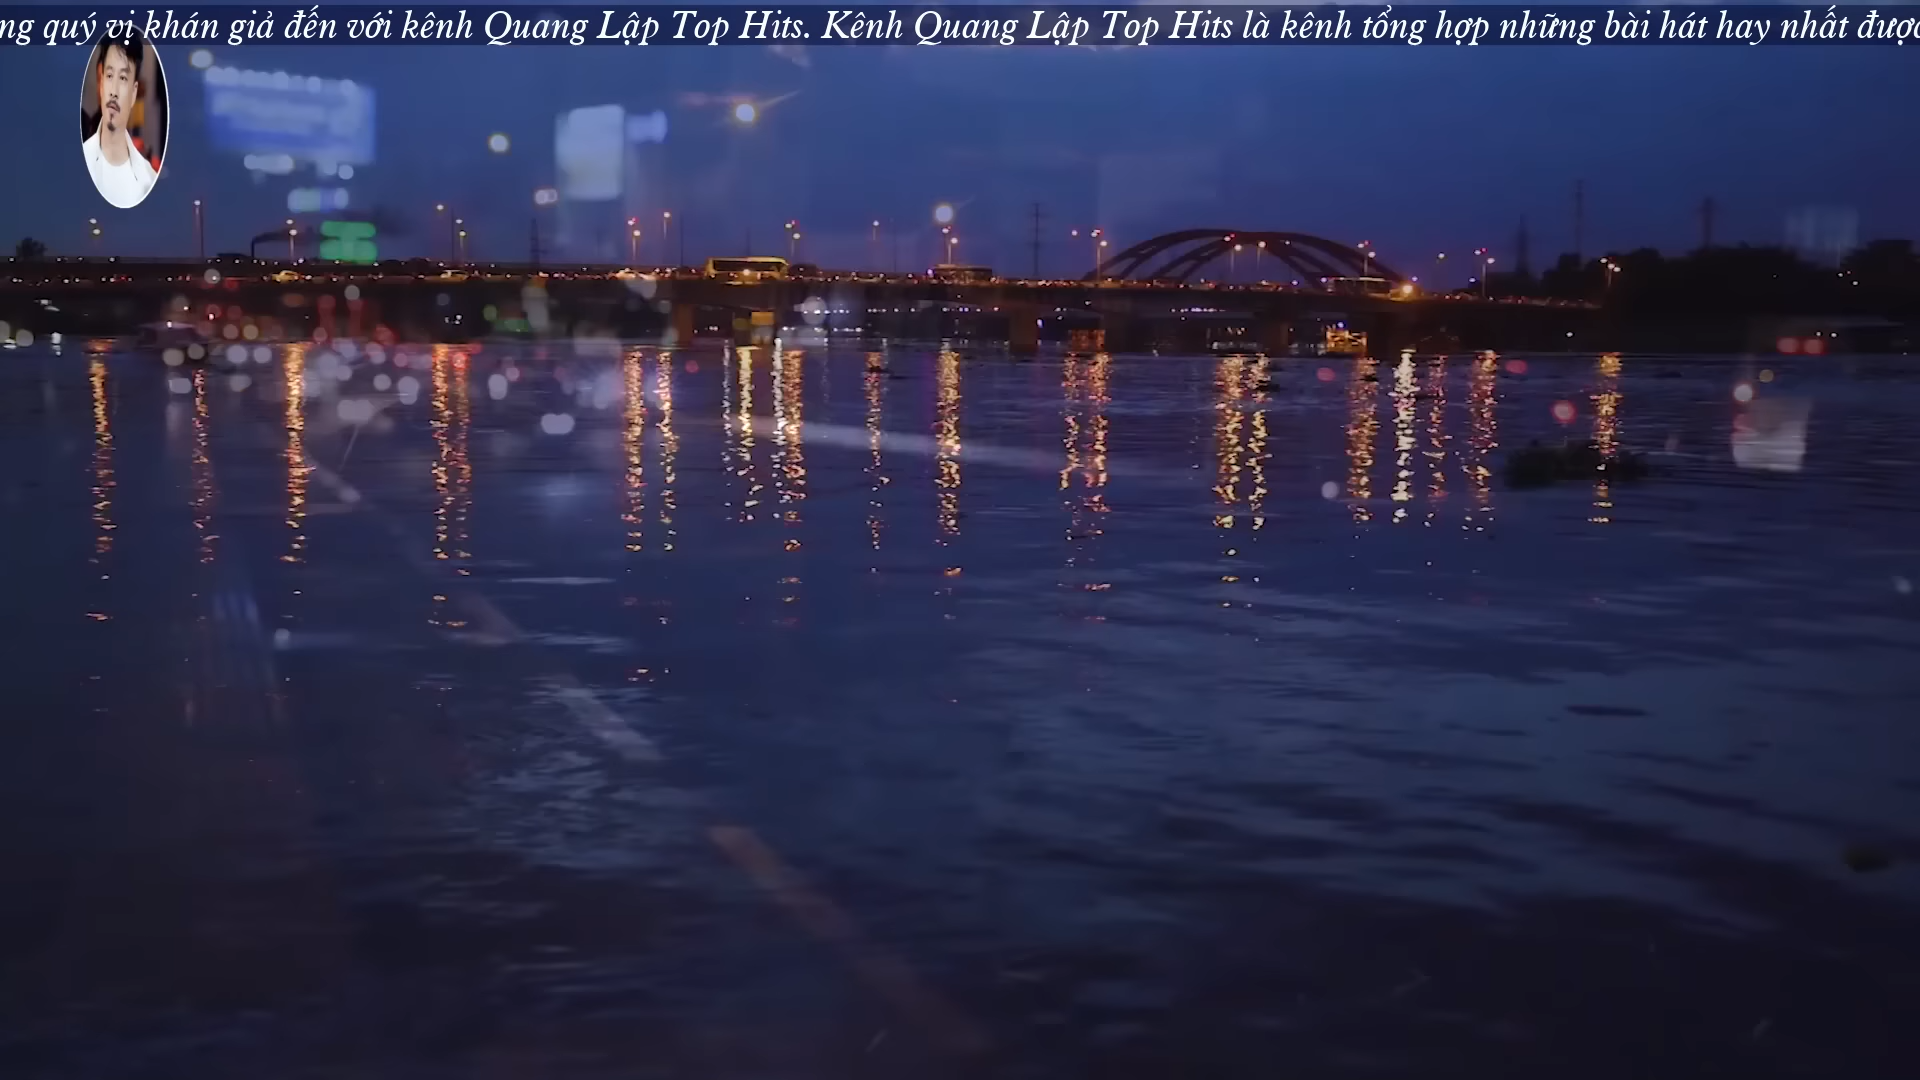 ng quý vị khán giả đến với kênh Quang Lập Top Hits. Kênh Quang Lập Top Hits là kênh tổng hợp những bài hát hay nhất được